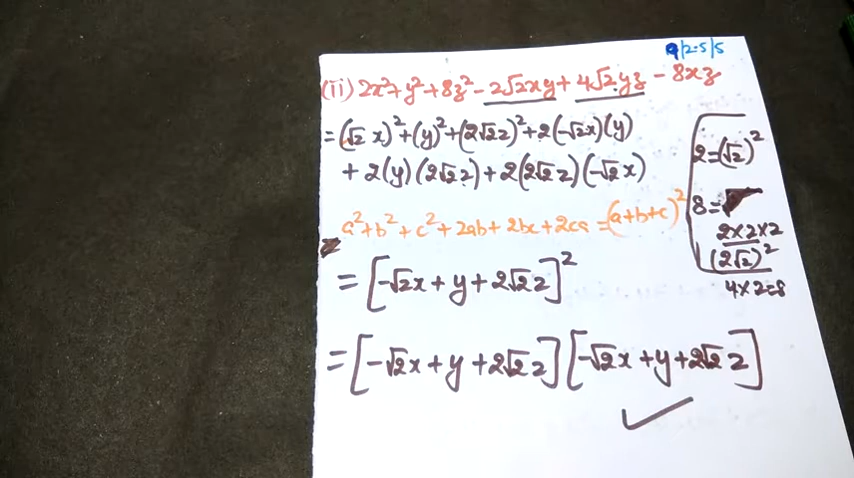 9/2.5/5
(ii) 2x²+y²+8z²-2√2xy+4√2yz-8xz
=(√2 x)²+(y)²+(2√2z)²+2(-√2x)(y)
+2(y)(2√2z)+2(2√2z)(-√2x)
a²+b²+c²+2ab+2bc+2ca=(a+b+c)²
=[-√2x+y+2√2z]²
=[-√2x+y+2√2z][-√2x+y+2√2z]
2=(√2)²
8=
2×2×2
(2√2)²
4×2=8